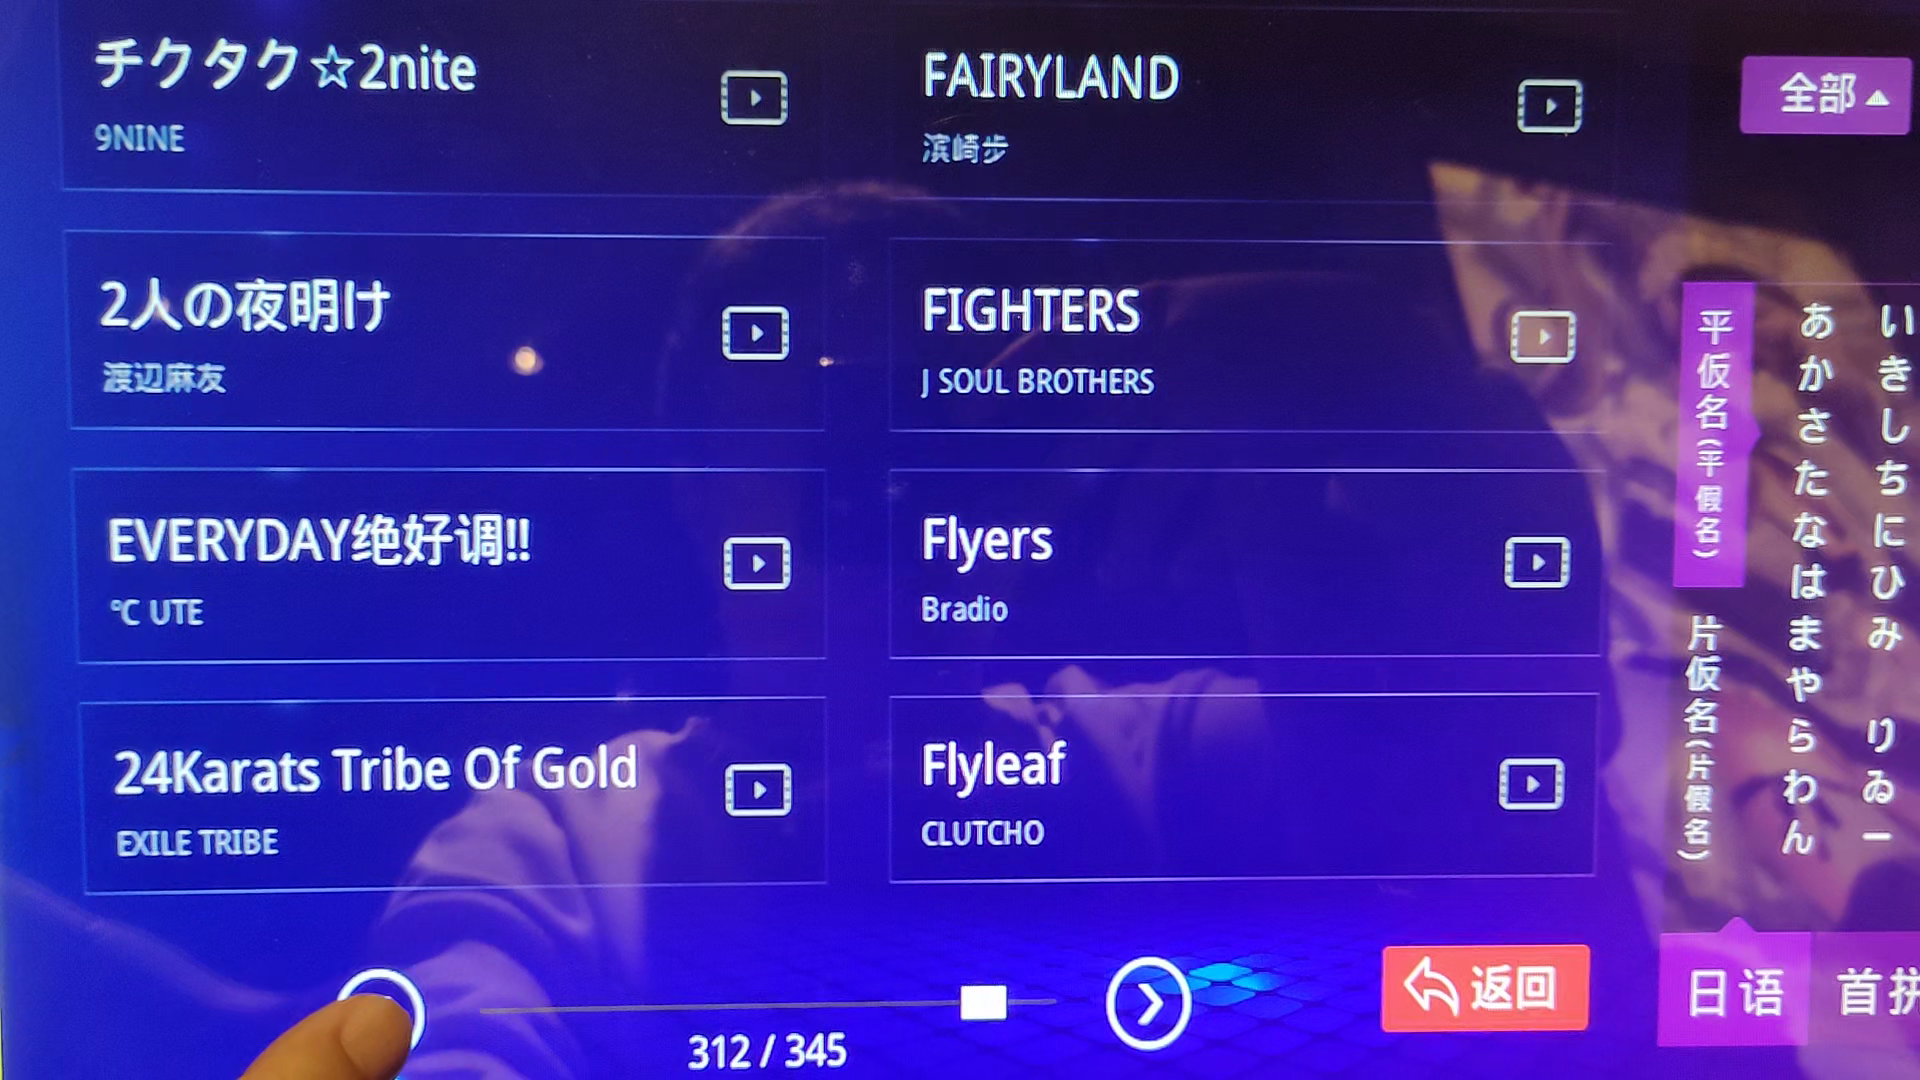 チクタク☆2nite
9NINE
FAIRYLAND
滨崎步
2人の夜明け
渡辺麻友
FIGHTERS
J SOUL BROTHERS
EVERYDAY绝好调!!
℃ UTE
Flyers
Bradio
24Karats Tribe Of Gold
EXILE TRIBE
Flyleaf
CLUTCHO
312 / 345
返回
全部
平仮名(平假名)
片仮名(片假名)
あかさたなはまやらわん
いきしちにひみ りゐー
日语
首拼